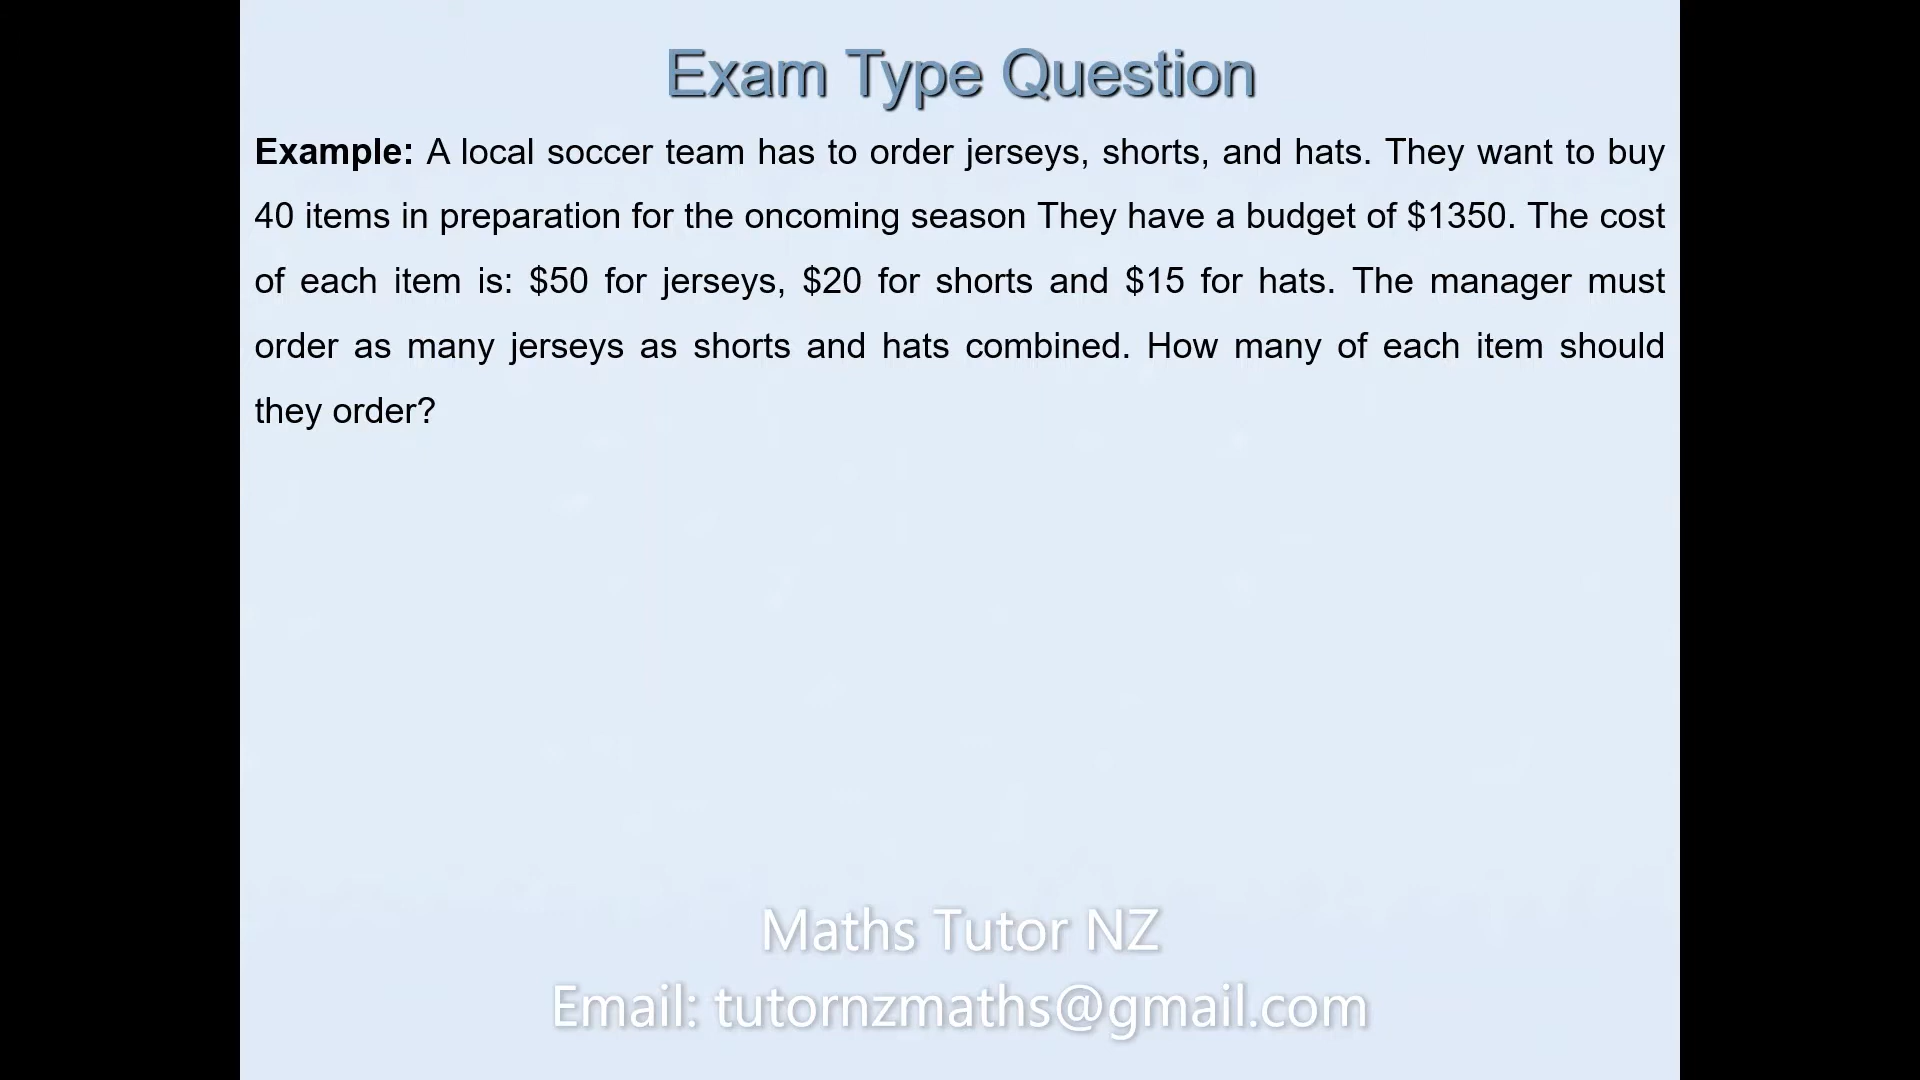 Exam Type Question
Example: A local soccer team has to order jerseys, shorts, and hats. They want to buy
40 items in preparation for the oncoming season They have a budget of $1350. The cost
of each item is: $50 for jerseys, $20 for shorts and $15 for hats. The manager must
order as many jerseys as shorts and hats combined. How many of each item should
they order?
Maths Tutor NZ
Email: tutornzmaths@gmail.com